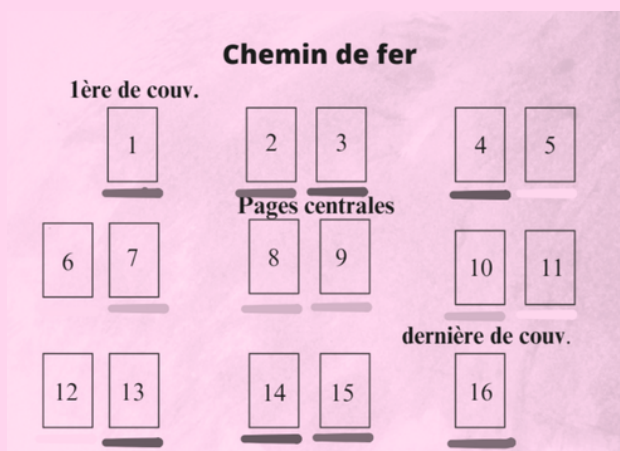 Chemin de fer
1ère de couv.
1 2 3 4 5
Pages centrales
6 7 8 9 10 11
dernière de couv.
12 13 14 15 16